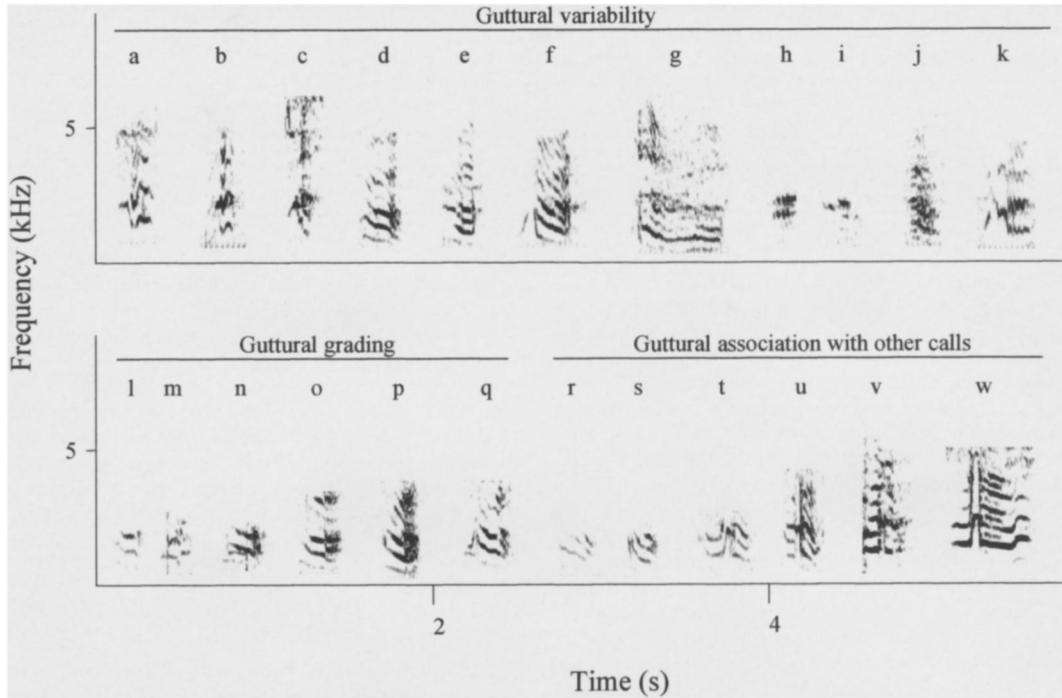 Guttural variability
a b c d e f g h i j k
5
Frequency (kHz)
Guttural grading
Guttural association with other calls
l m n o p q r s t u v w
5
2 4
Time (s)